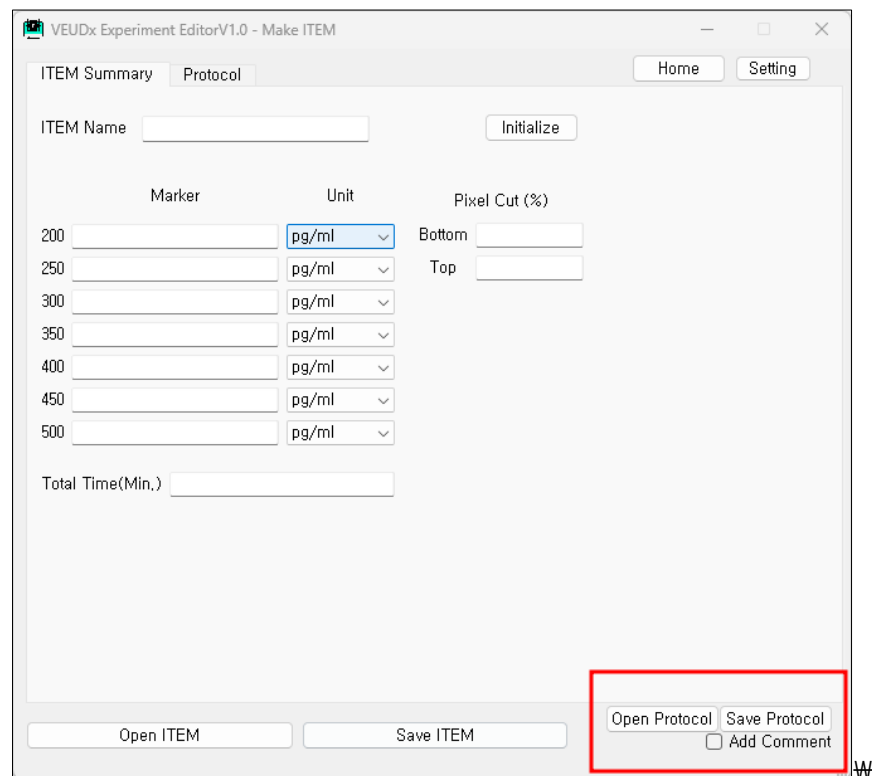 VEUDx Experiment EditorV1.0 - Make ITEM
ITEM Summary Protocol Home Setting
ITEM Name Initialize
Marker Unit Pixel Cut (%)
200 pg/ml Bottom
250 pg/ml Top
300 pg/ml
350 pg/ml
400 pg/ml
450 pg/ml
500 pg/ml
Total Time(Min.)
Open ITEM Save ITEM Open Protocol Save Protocol
Add Comment
₩